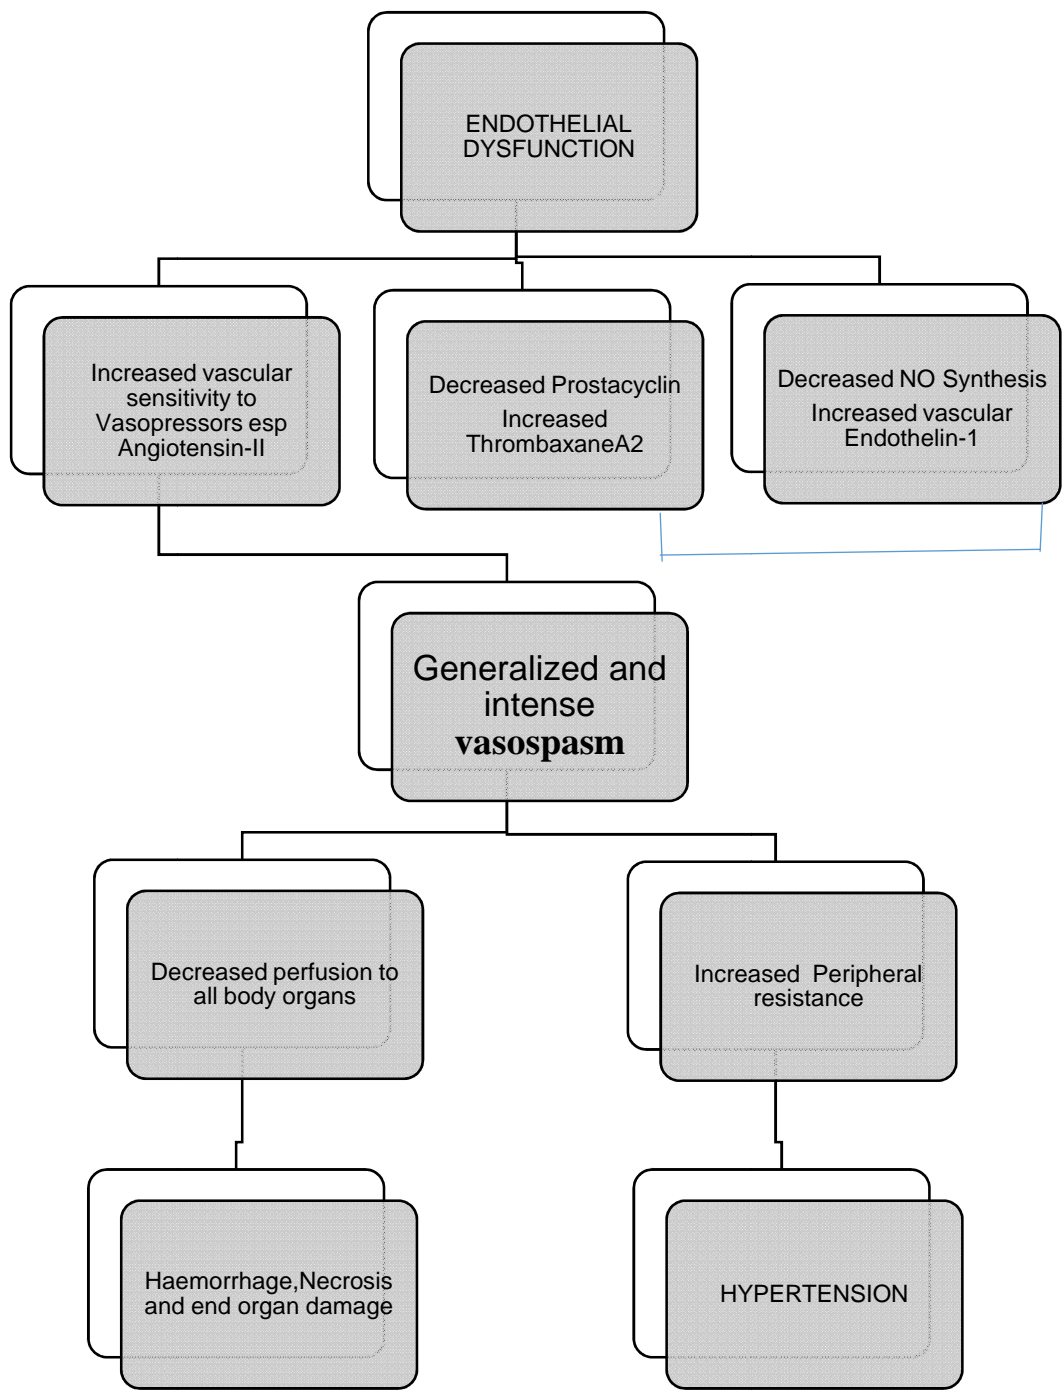 ENDOTHELIAL
DYSFUNCTION
Increased vascular
sensitivity to
Vasopressors esp
Angiotensin-II
Decreased Prostacyclin
Increased
ThrombaxaneA2
Decreased NO Synthesis
Increased vascular
Endothelin-1
Generalized and
intense
vasospasm
Decreased perfusion to
all body organs
Increased Peripheral
resistance
Haemorrhage,Necrosis
and end organ damage
HYPERTENSION